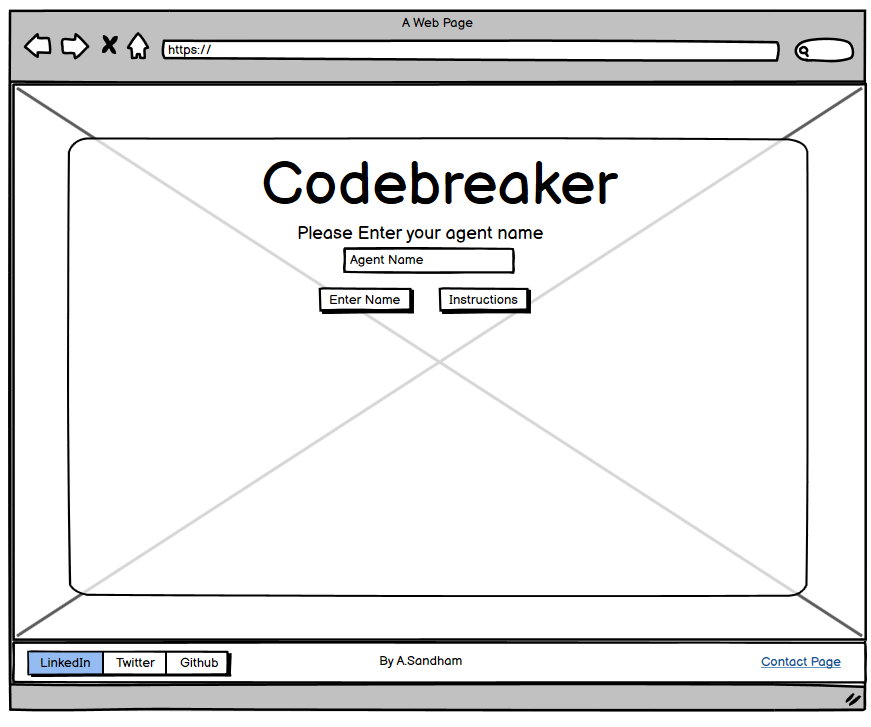 A Web Page
https://
Codebreaker
Please Enter your agent name
Agent Name
Enter Name Instructions
LinkedIn Twitter Github By A.Sandham Contact Page